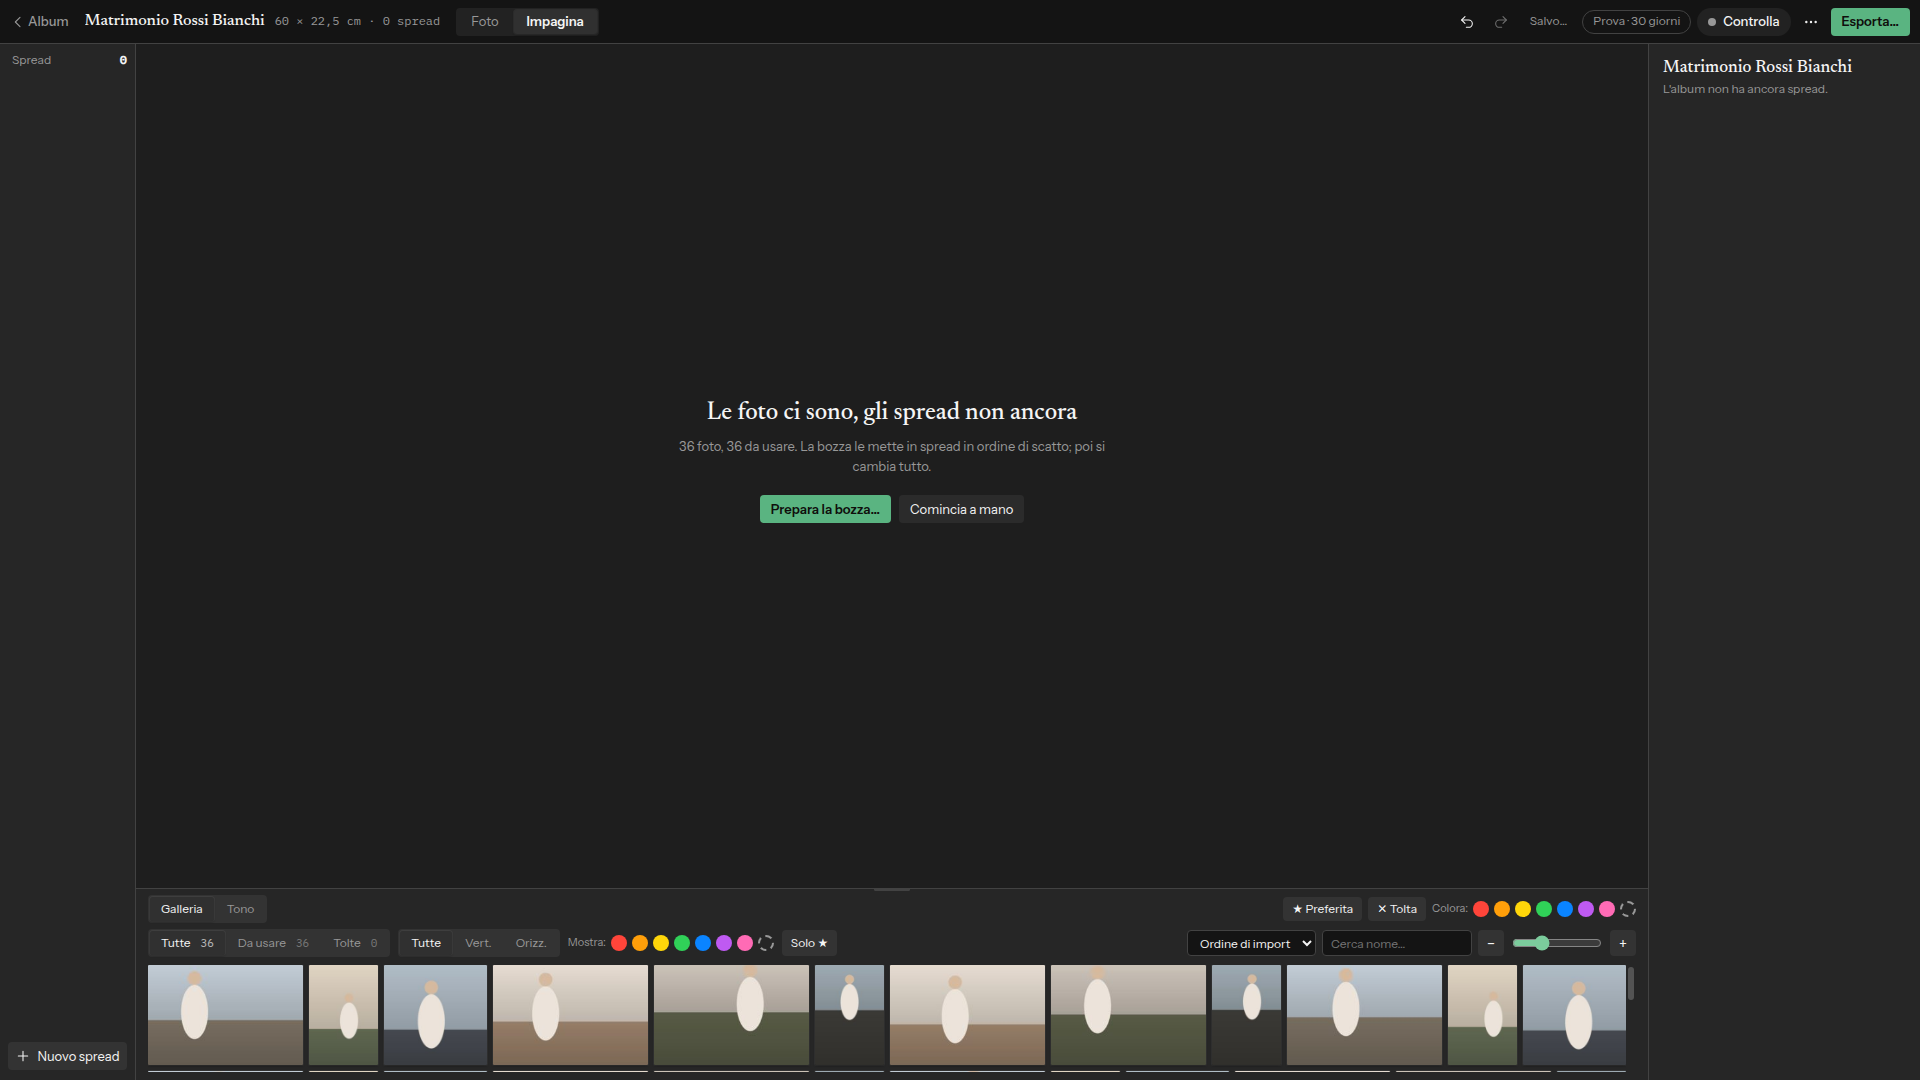 Album
Matrimonio Rossi Bianchi
60 × 22,5 cm · 0 spread
Foto
Impagina
Salvo...
Prova·30 giorni
Controlla
Esporta...
Spread
0
Matrimonio Rossi Bianchi
L'album non ha ancora spread.
Le foto ci sono, gli spread non ancora
36 foto, 36 da usare. La bozza le mette in spread in ordine di scatto; poi si
cambia tutto.
Prepara la bozza...
Comincia a mano
Galleria
Tono
★ Preferita
✕ Tolta
Colora:
Tutte 36
Da usare 36
Tolte 0
Tutte
Vert.
Orizz.
Mostra:
Solo ★
Ordine di import
Cerca nome...
−
+
+ Nuovo spread